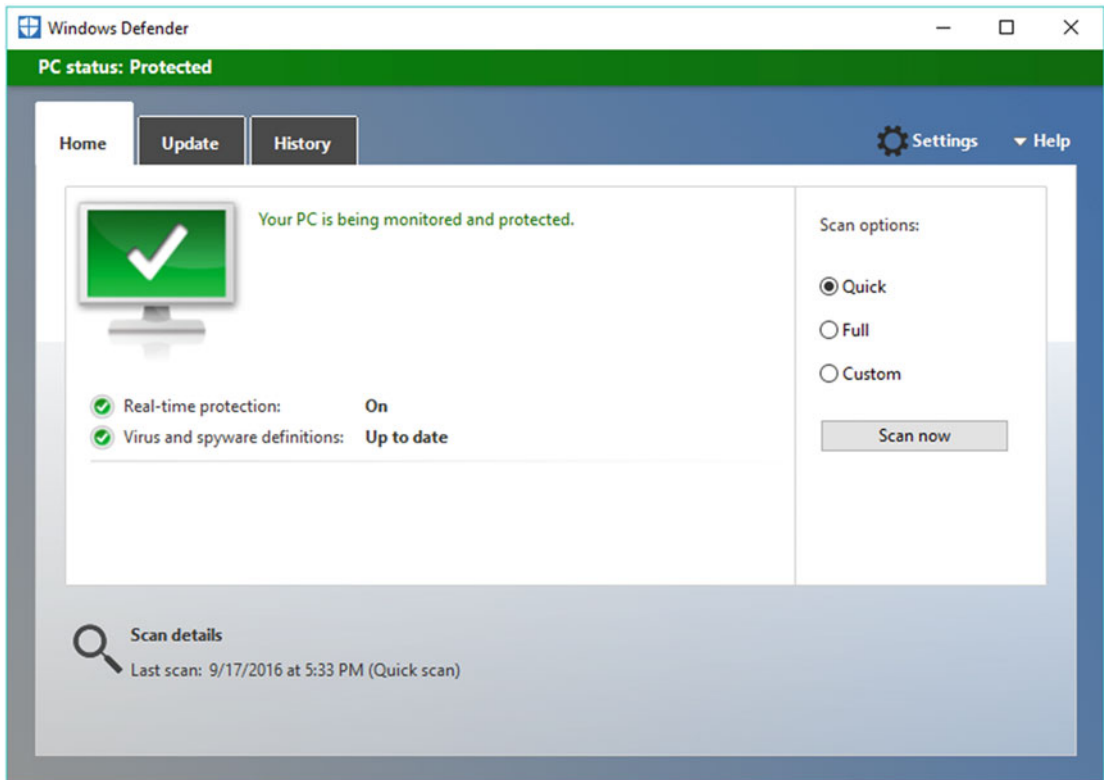 Windows Defender
PC status: Protected
Home
Update
History
Settings
Help
Your PC is being monitored and protected.
Scan options:
Quick
Full
Custom
Real-time protection: On
Virus and spyware definitions: Up to date
Scan now
Scan details
Last scan: 9/17/2016 at 5:33 PM (Quick scan)